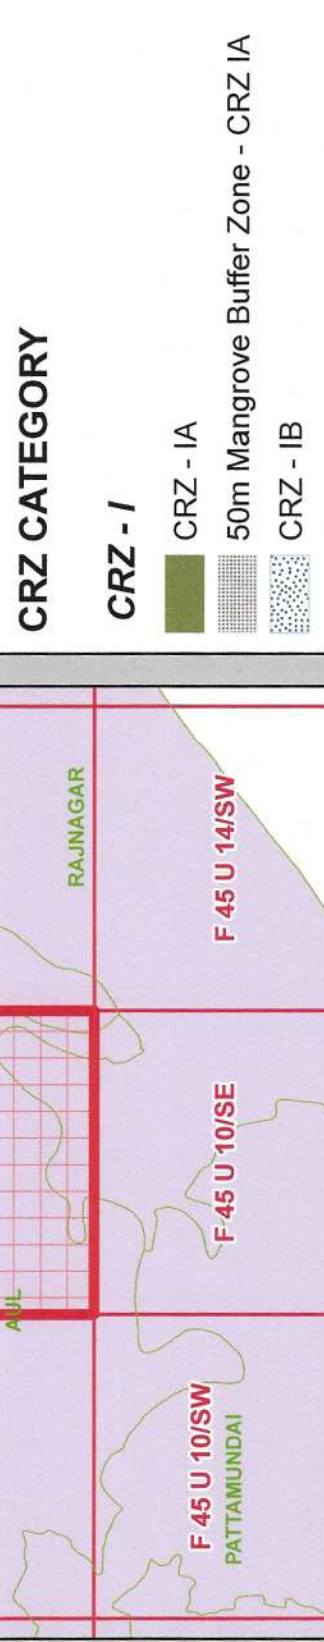 CRZ CATEGORY
CRZ - I
CRZ - IA
50m Mangrove Buffer Zone - CRZ IA
CRZ - IB
AUL
RAJNAGAR
F 45 U 10/SW
PATTAMUNDAI
F 45 U 10/SE
F 45 U 14/SW